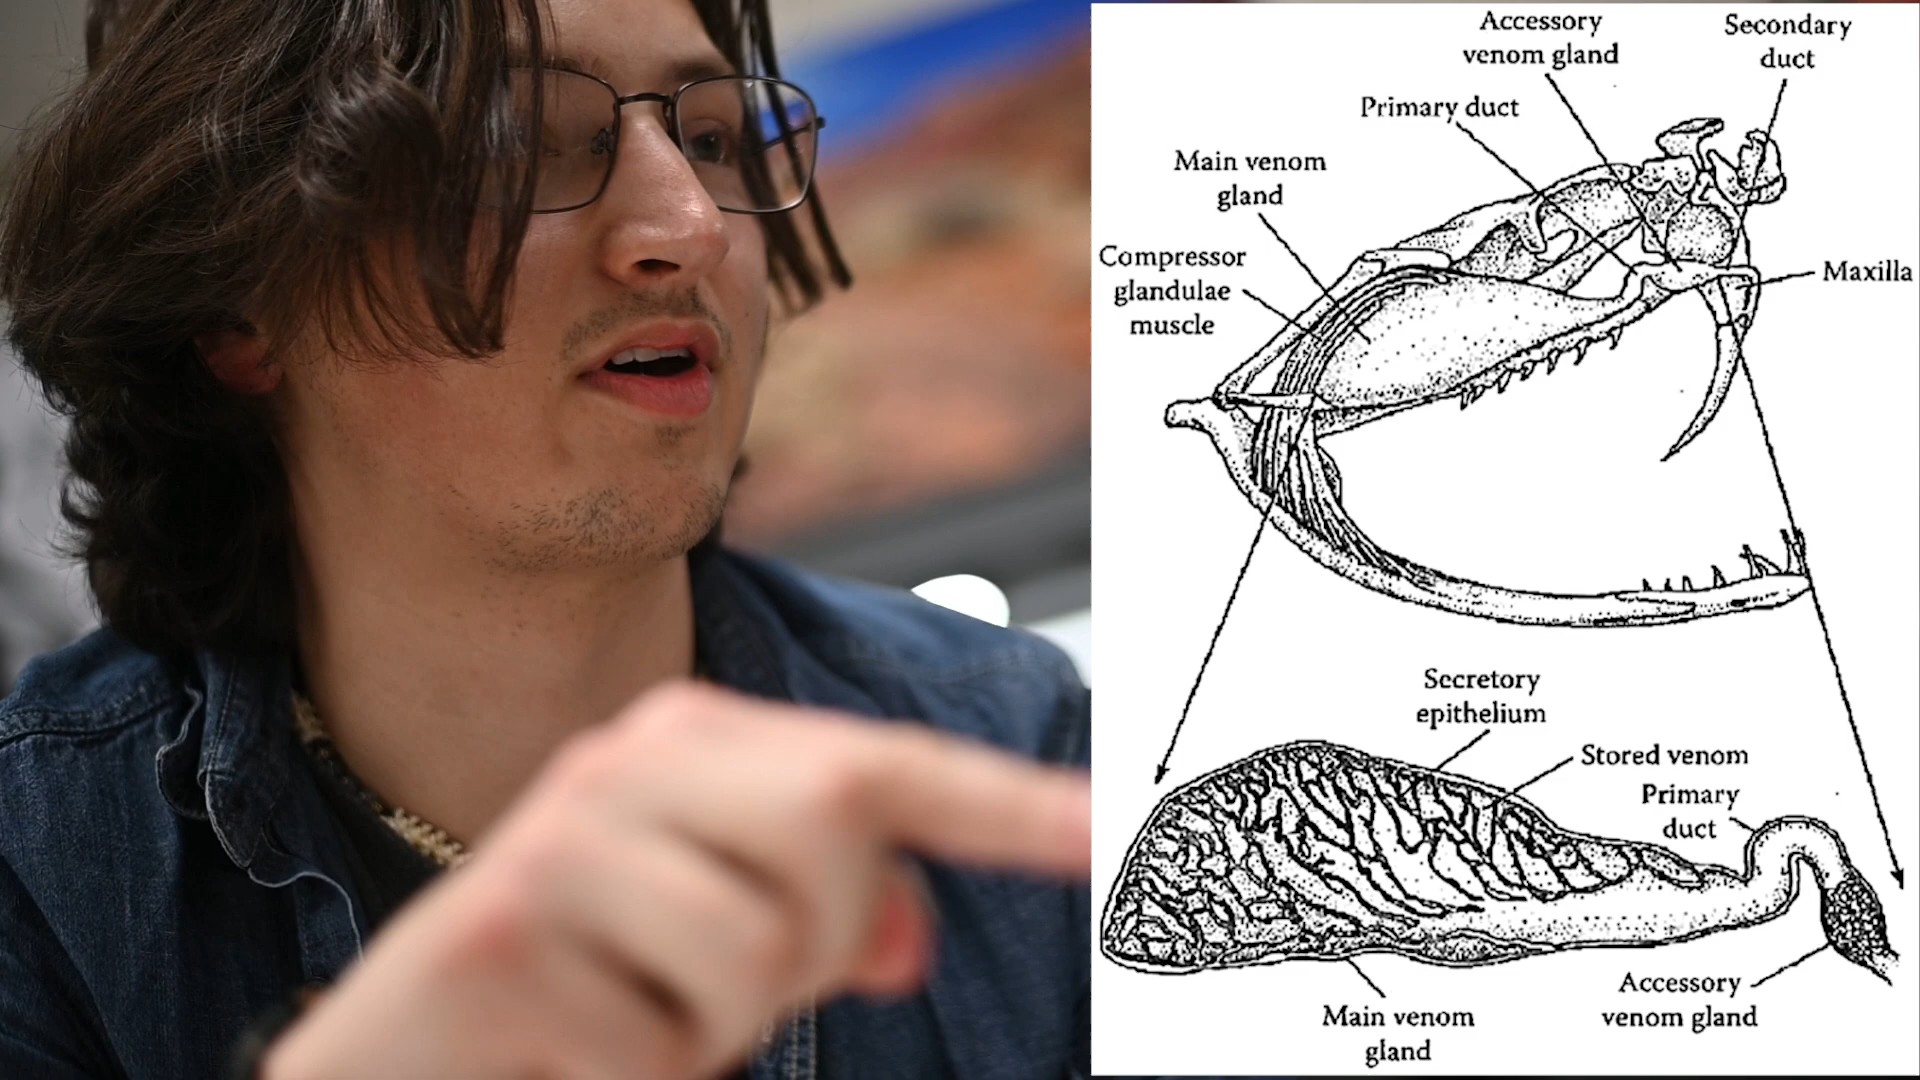 Accessory
venom gland
Secondary
duct
Primary duct
Main venom
gland
Compressor
glandulae
muscle
Maxilla
Secretory
epithelium
Stored venom
Primary
duct
Accessory
venom gland
Main venom
gland